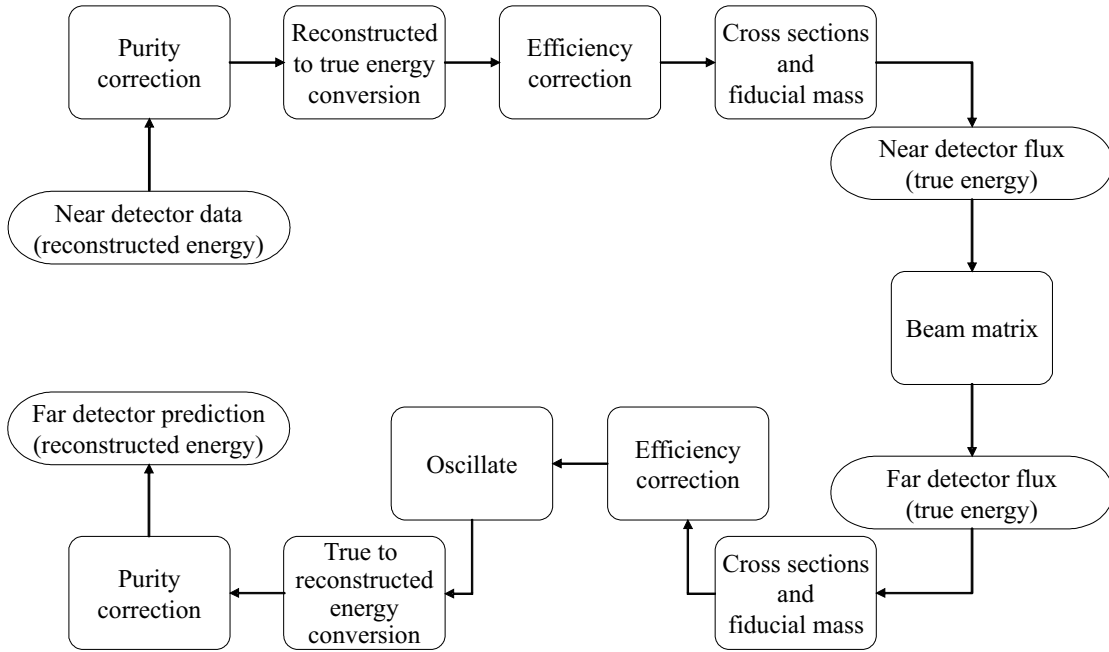 Purity
correction
Reconstructed
to true energy
conversion
Efficiency
correction
Cross sections
and
fiducial mass
Near detector flux
(true energy)
Near detector data
(reconstructed energy)
Beam matrix
Far detector prediction
(reconstructed energy)
Oscillate
Efficiency
correction
Far detector flux
(true energy)
Purity
correction
True to
reconstructed
energy
conversion
Cross sections
and
fiducial mass